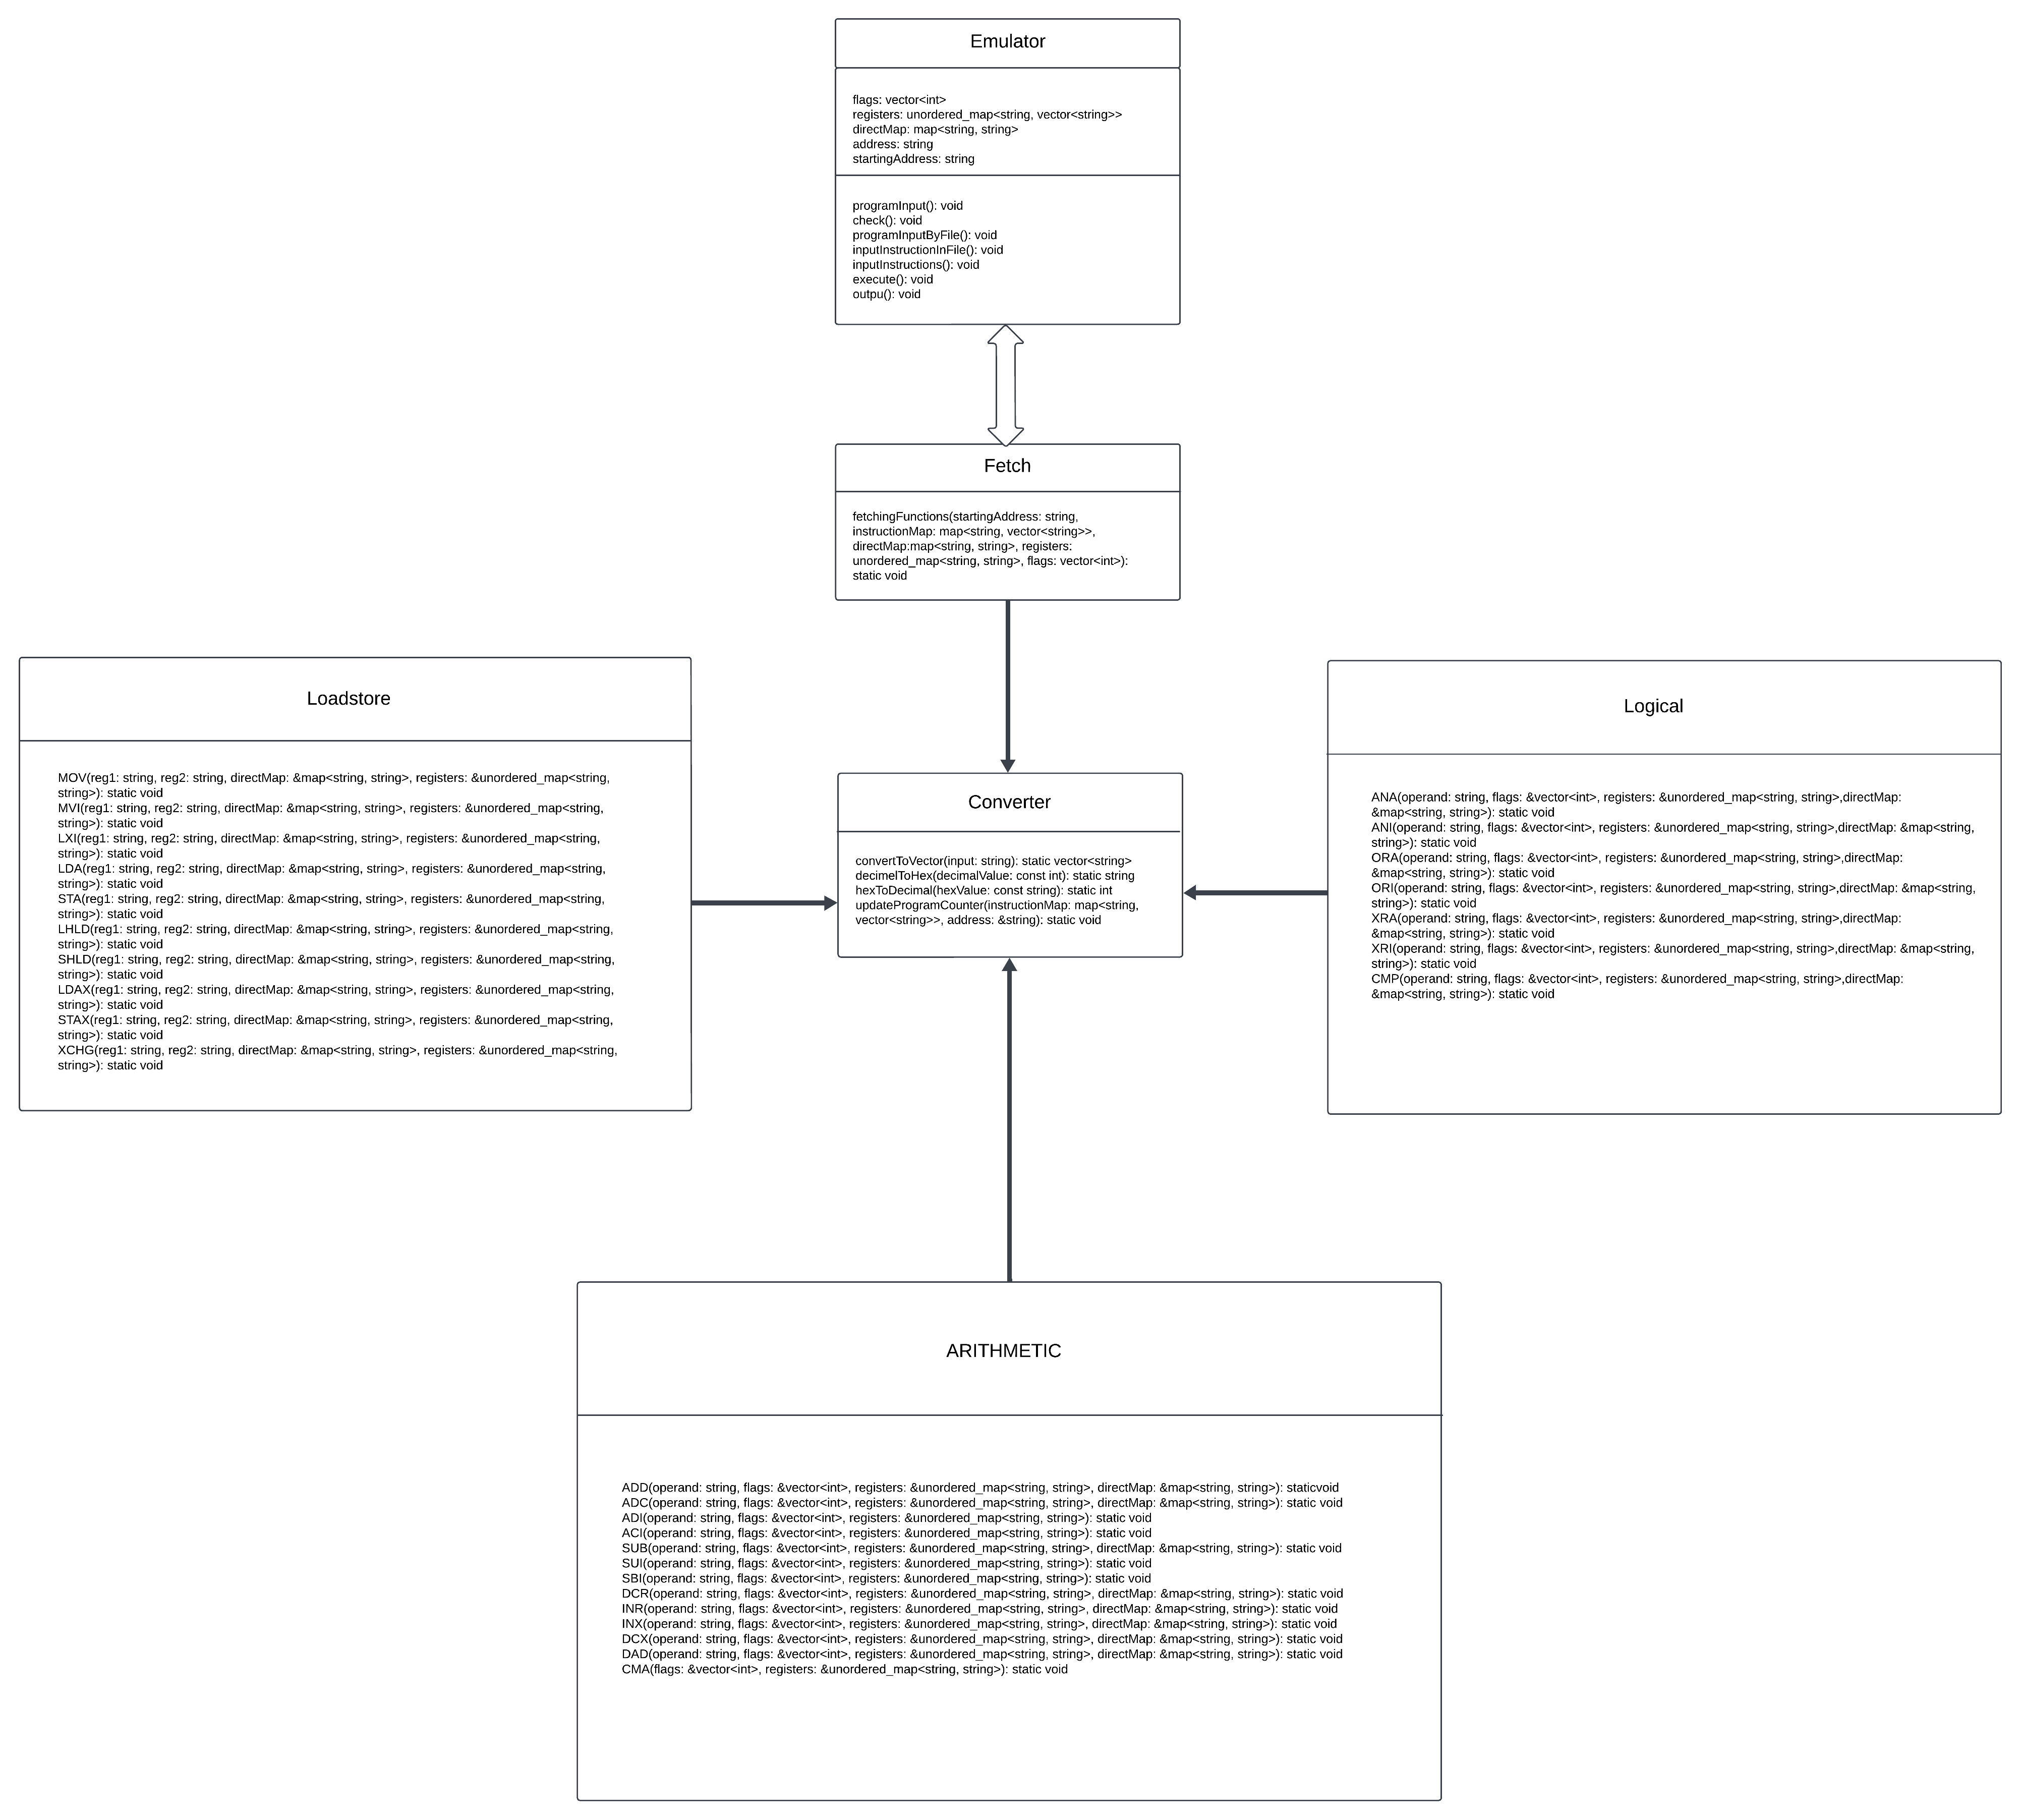 Emulator
flags: vector<int>
registers: unordered_map<string, vector<string>>
directMap: map<string, string>
address: string
startingAddress: string
programInput(): void
check(): void
programInputByFile(): void
inputInstructionInFile(): void
inputInstructions(): void
execute(): void
outpu(): void
Fetch
fetchingFunctions(startingAddress: string,
instructionMap: map<string, vector<string>>,
directMap:map<string, string>, registers:
unordered_map<string, string>, flags: vector<int>):
static void
Loadstore
MOV(reg1: string, reg2: string, directMap: &map<string, string>, registers: &unordered_map<string,
string>): static void
MVI(reg1: string, reg2: string, directMap: &map<string, string>, registers: &unordered_map<string,
string>): static void
LXI(reg1: string, reg2: string, directMap: &map<string, string>, registers: &unordered_map<string,
string>): static void
LDA(reg1: string, reg2: string, directMap: &map<string, string>, registers: &unordered_map<string,
string>): static void
STA(reg1: string, reg2: string, directMap: &map<string, string>, registers: &unordered_map<string,
string>): static void
LHLD(reg1: string, reg2: string, directMap: &map<string, string>, registers: &unordered_map<string,
string>): static void
SHLD(reg1: string, reg2: string, directMap: &map<string, string>, registers: &unordered_map<string,
string>): static void
LDAX(reg1: string, reg2: string, directMap: &map<string, string>, registers: &unordered_map<string,
string>): static void
STAX(reg1: string, reg2: string, directMap: &map<string, string>, registers: &unordered_map<string,
string>): static void
XCHG(reg1: string, reg2: string, directMap: &map<string, string>, registers: &unordered_map<string,
string>): static void
Converter
convertToVector(input: string): static vector<string>
decimelToHex(decimalValue: const int): static string
hexToDecimal(hexValue: const string): static int
updateProgramCounter(instructionMap: map<string,
vector<string>>, address: &string): static void
Logical
ANA(operand: string, flags: &vector<int>, registers: &unordered_map<string, string>,directMap:
&map<string, string>): static void
ANI(operand: string, flags: &vector<int>, registers: &unordered_map<string, string>,directMap: &map<string,
string>): static void
ORA(operand: string, flags: &vector<int>, registers: &unordered_map<string, string>,directMap:
&map<string, string>): static void
ORI(operand: string, flags: &vector<int>, registers: &unordered_map<string, string>,directMap: &map<string,
string>): static void
XRA(operand: string, flags: &vector<int>, registers: &unordered_map<string, string>,directMap:
&map<string, string>): static void
XRI(operand: string, flags: &vector<int>, registers: &unordered_map<string, string>,directMap: &map<string,
string>): static void
CMP(operand: string, flags: &vector<int>, registers: &unordered_map<string, string>,directMap:
&map<string, string>): static void
ARITHMETIC
ADD(operand: string, flags: &vector<int>, registers: &unordered_map<string, string>, directMap: &map<string, string>): staticvoid
ADC(operand: string, flags: &vector<int>, registers: &unordered_map<string, string>, directMap: &map<string, string>): static void
ADI(operand: string, flags: &vector<int>, registers: &unordered_map<string, string>): static void
ACI(operand: string, flags: &vector<int>, registers: &unordered_map<string, string>): static void
SUB(operand: string, flags: &vector<int>, registers: &unordered_map<string, string>, directMap: &map<string, string>): static void
SUI(operand: string, flags: &vector<int>, registers: &unordered_map<string, string>): static void
SBI(operand: string, flags: &vector<int>, registers: &unordered_map<string, string>): static void
DCR(operand: string, flags: &vector<int>, registers: &unordered_map<string, string>, directMap: &map<string, string>): static void
INR(operand: string, flags: &vector<int>, registers: &unordered_map<string, string>, directMap: &map<string, string>): static void
INX(operand: string, flags: &vector<int>, registers: &unordered_map<string, string>, directMap: &map<string, string>): static void
DCX(operand: string, flags: &vector<int>, registers: &unordered_map<string, string>, directMap: &map<string, string>): static void
DAD(operand: string, flags: &vector<int>, registers: &unordered_map<string, string>, directMap: &map<string, string>): static void
CMA(flags: &vector<int>, registers: &unordered_map<string, string>): static void